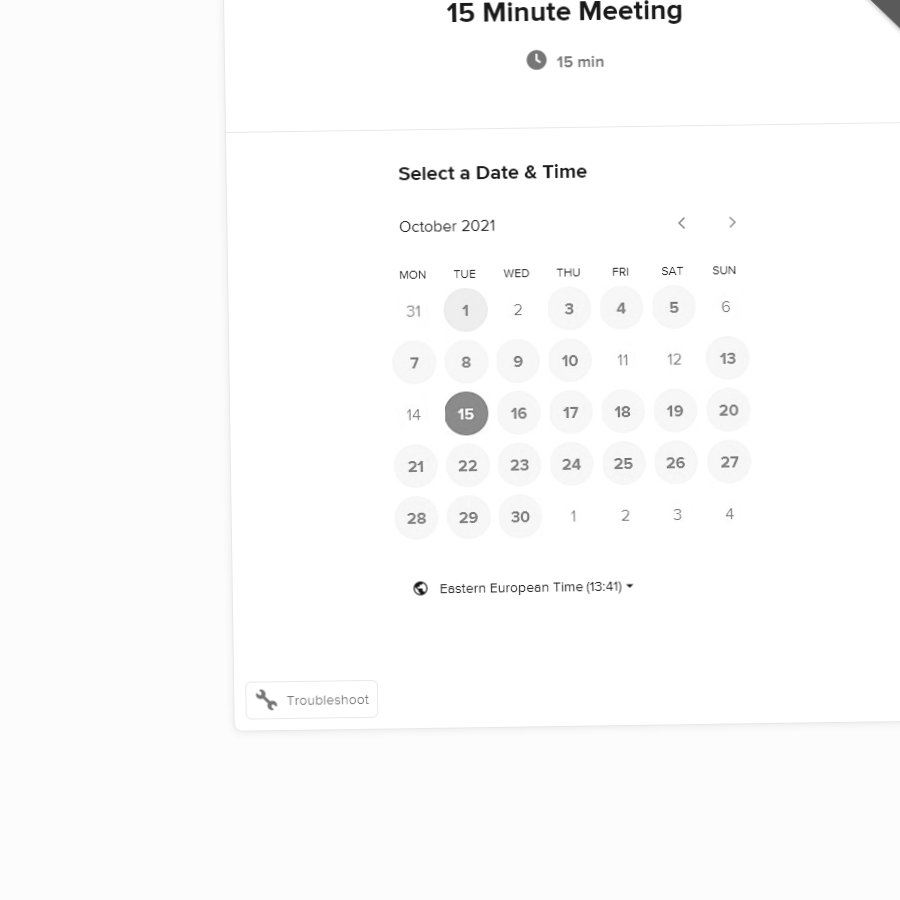 15 Minute Meeting
15 min
Select a Date & Time
October 2021
MON TUE WED THU FRI SAT SUN
31 1 2 3 4 5 6
7 8 9 10 11 12 13
14 15 16 17 18 19 20
21 22 23 24 25 26 27
28 29 30 1 2 3 4
Eastern European Time (13:41)
Troubleshoot